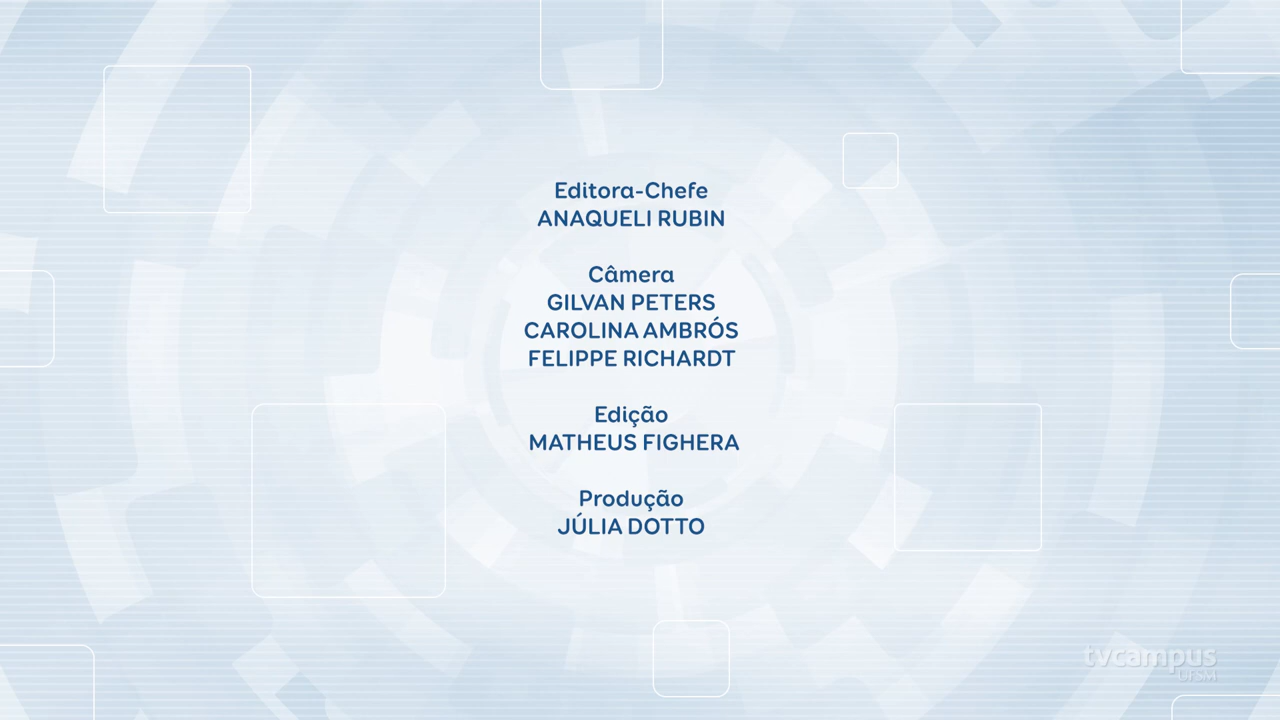 Editora-Chefe
ANAQUELI RUBIN
Câmera
GILVAN PETERS
CAROLINA AMBRÓS
FELIPPE RICHARDT
Edição
MATHEUS FIGHERA
Produção
JÚLIA DOTTO
tvcampus
UFSM